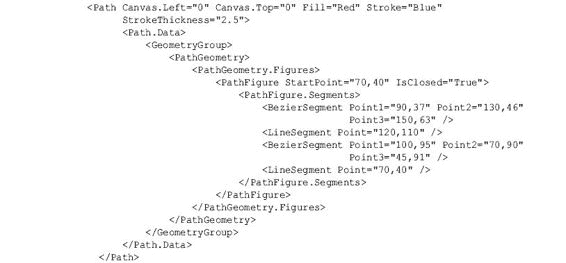 <Path Canvas.Left="0" Canvas.Top="0" Fill="Red" Stroke="Blue"
StrokeThickness="2.5">
<Path.Data>
<GeometryGroup>
<PathGeometry>
<PathGeometry.Figures>
<PathFigure StartPoint="70,40" IsClosed="True">
<PathFigure.Segments>
<BezierSegment Point1="90,37" Point2="130,46"
Point3="150,63" />
<LineSegment Point="120,110" />
<BezierSegment Point1="100,95" Point2="70,90"
Point3="45,91" />
<LineSegment Point="70,40" />
</PathFigure.Segments>
</PathFigure>
</PathGeometry.Figures>
</PathGeometry>
</GeometryGroup>
</Path.Data>
</Path>